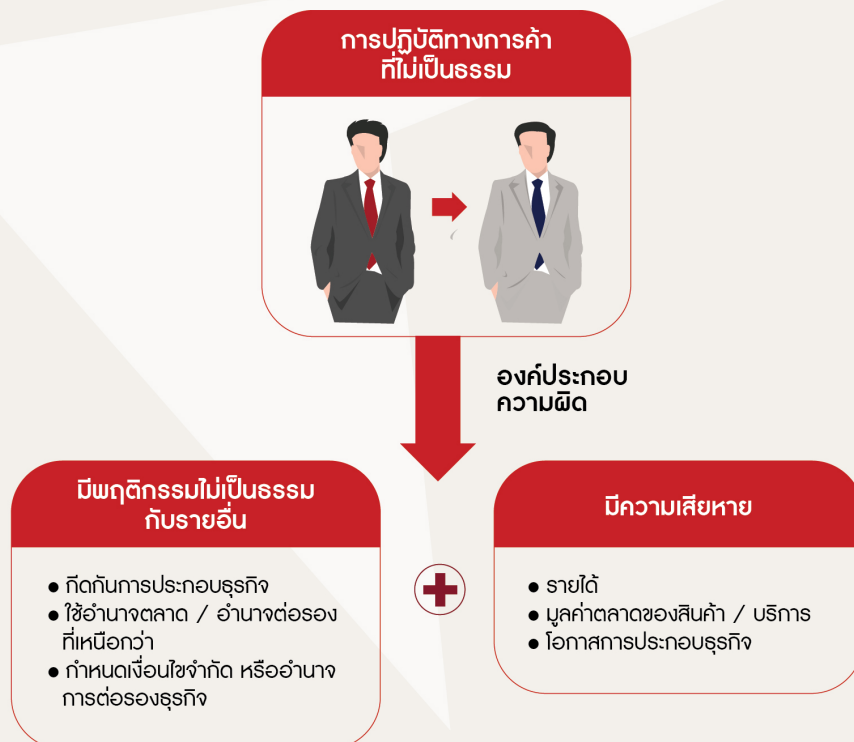 การปฏิบัติทางการค้า
ที่ไม่เป็นธรรม
องค์ประกอบ
ความผิด
มีพฤติกรรมไม่เป็นธรรม
กับรายอื่น
● กีดกันการประกอบธุรกิจ
● ใช้อำนาจตลาด / อำนาจต่อรอง
ที่เหนือกว่า
● กำหนดเงื่อนไขจำกัด หรืออำนาจ
การต่อรองธุรกิจ
มีความเสียหาย
● รายได้
● มูลค่าตลาดของสินค้า / บริการ
● โอกาสการประกอบธุรกิจ